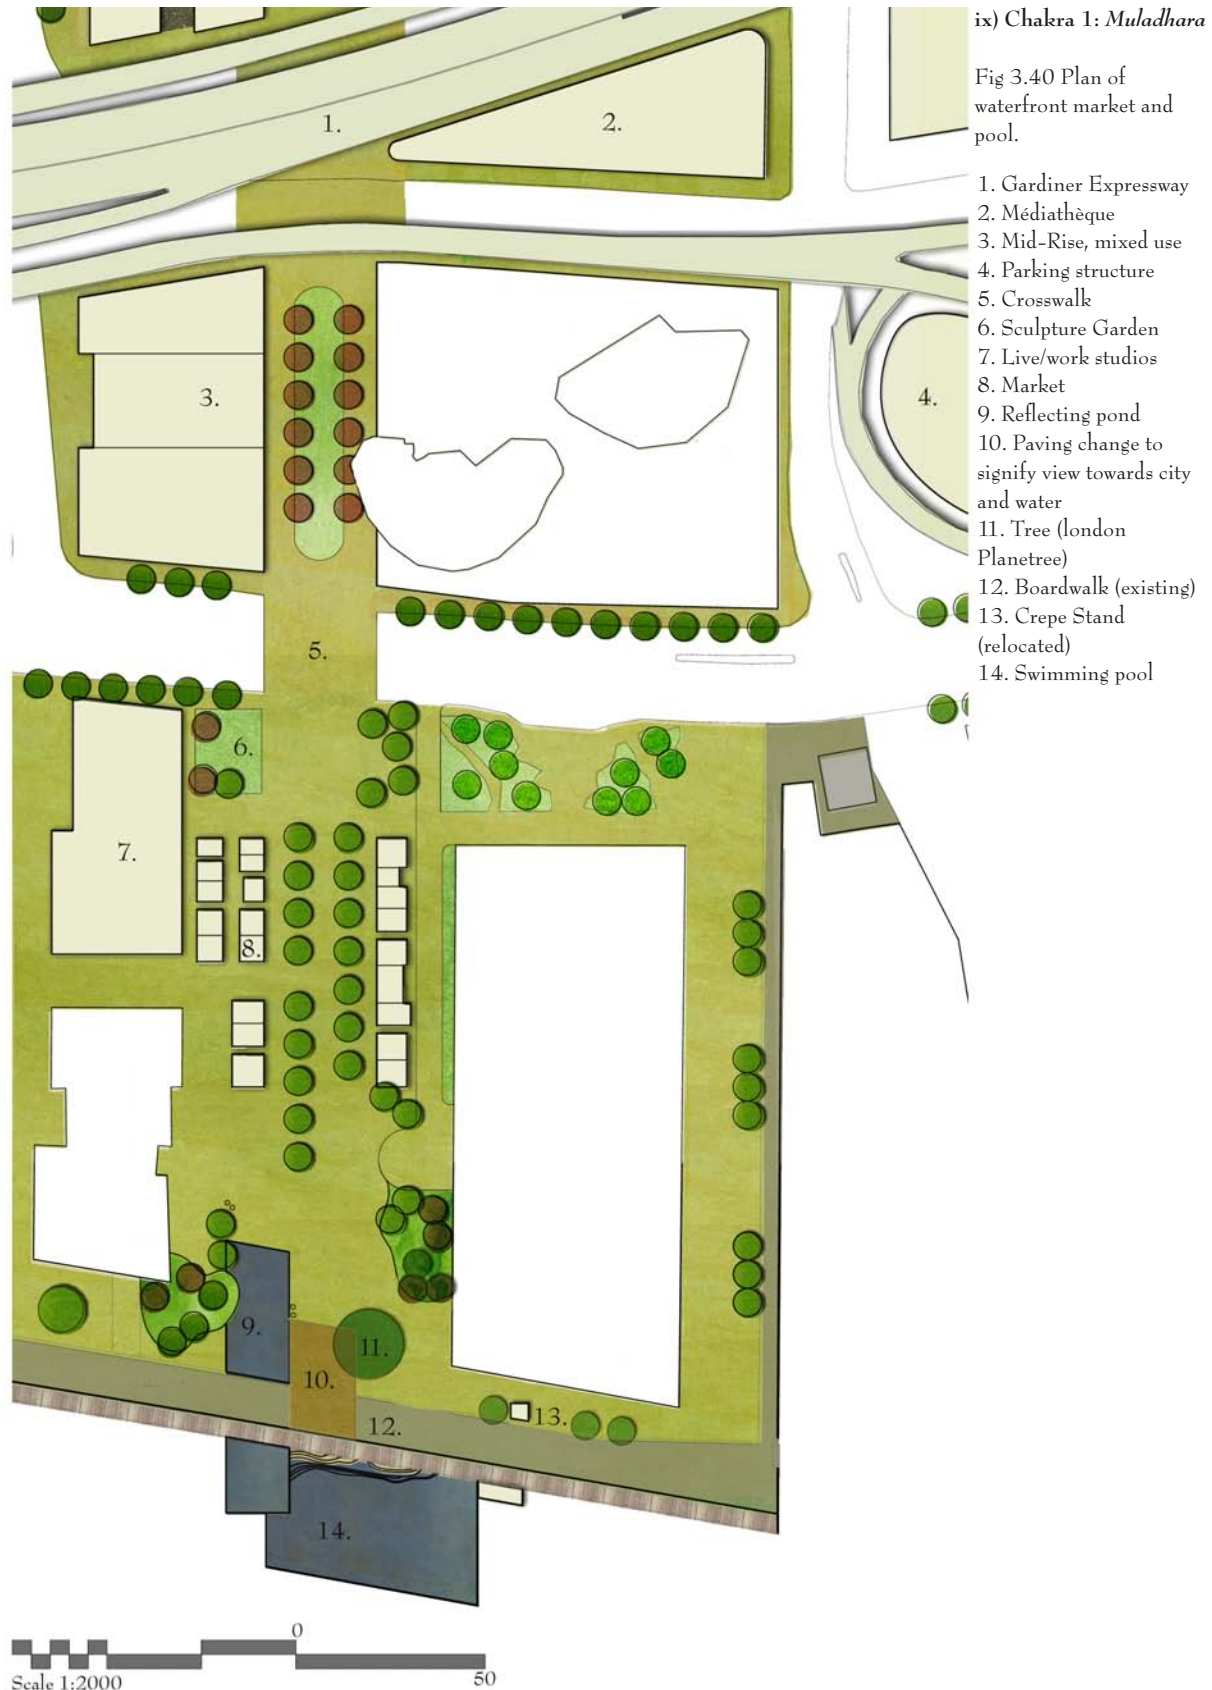 ix) Chakra 1: Muladhara
Fig 3.40 Plan of
waterfront market and
pool.
1. Gardiner Expressway
2. Médiathèque
3. Mid-Rise, mixed use
4. Parking structure
5. Crosswalk
6. Sculpture Garden
7. Live/work studios
8. Market
9. Reflecting pond
10. Paving change to
signify view towards city
and water
11. Tree (london
Planetree)
12. Boardwalk (existing)
13. Crepe Stand
(relocated)
14. Swimming pool
1.
2.
3.
4.
5.
6.
7.
8.
9.
11.
10.
13.
12.
14.
0
50
Scale 1:2000